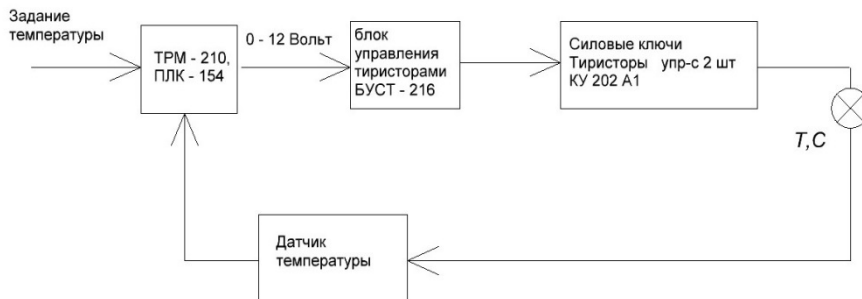 Задание
температуры
ТРМ - 210,
ПЛК - 154
0 - 12 Вольт
блок
управления
тиристорами
БУСТ - 216
Силовые ключи
Тиристоры упр-с 2 шт
КУ 202 А1
Т,С
Датчик
температуры